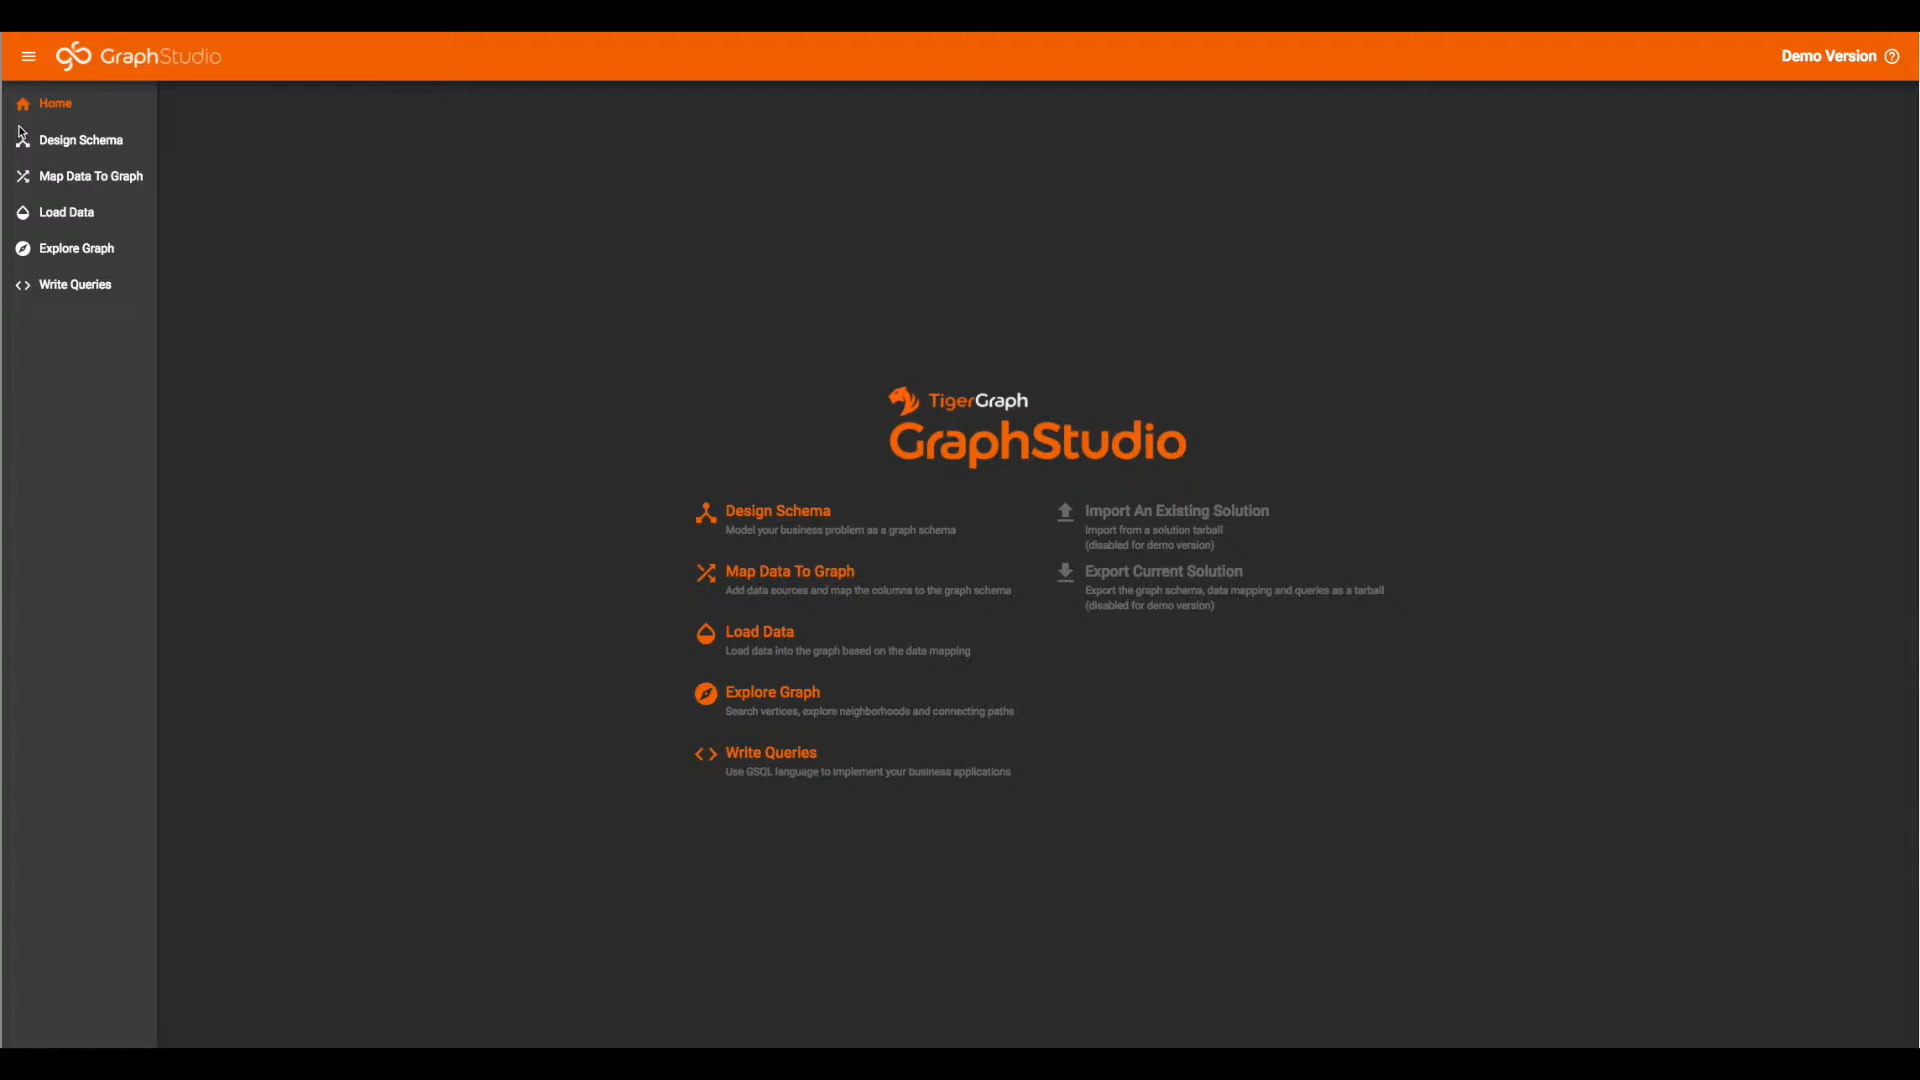 GraphStudio
Demo Version
Home
Design Schema
Map Data To Graph
Load Data
Explore Graph
Write Queries
TigerGraph
GraphStudio
Design Schema
Model your business problem as a graph schema
Map Data To Graph
Add data sources and map the columns to the graph schema
Load Data
Load data into the graph based on the data mapping
Explore Graph
Search vertices, explore neighborhoods and connecting paths
Write Queries
Use GSQL language to implement your business applications
Import An Existing Solution
Import from a solution tarball
(disabled for demo version)
Export Current Solution
Export the graph schema, data mapping and queries as a tarball
(disabled for demo version)